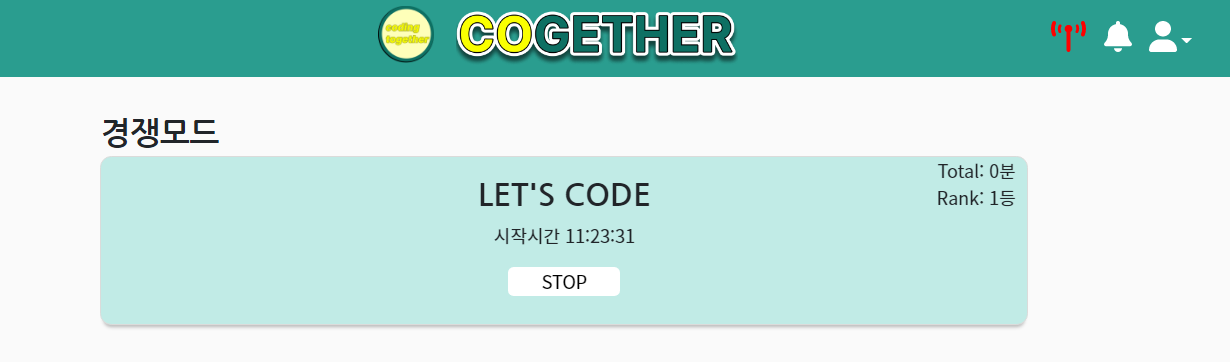 coding
together
COGETHER
경쟁모드
Total: 0분
Rank: 1등
LET'S CODE
시작시간 11:23:31
STOP